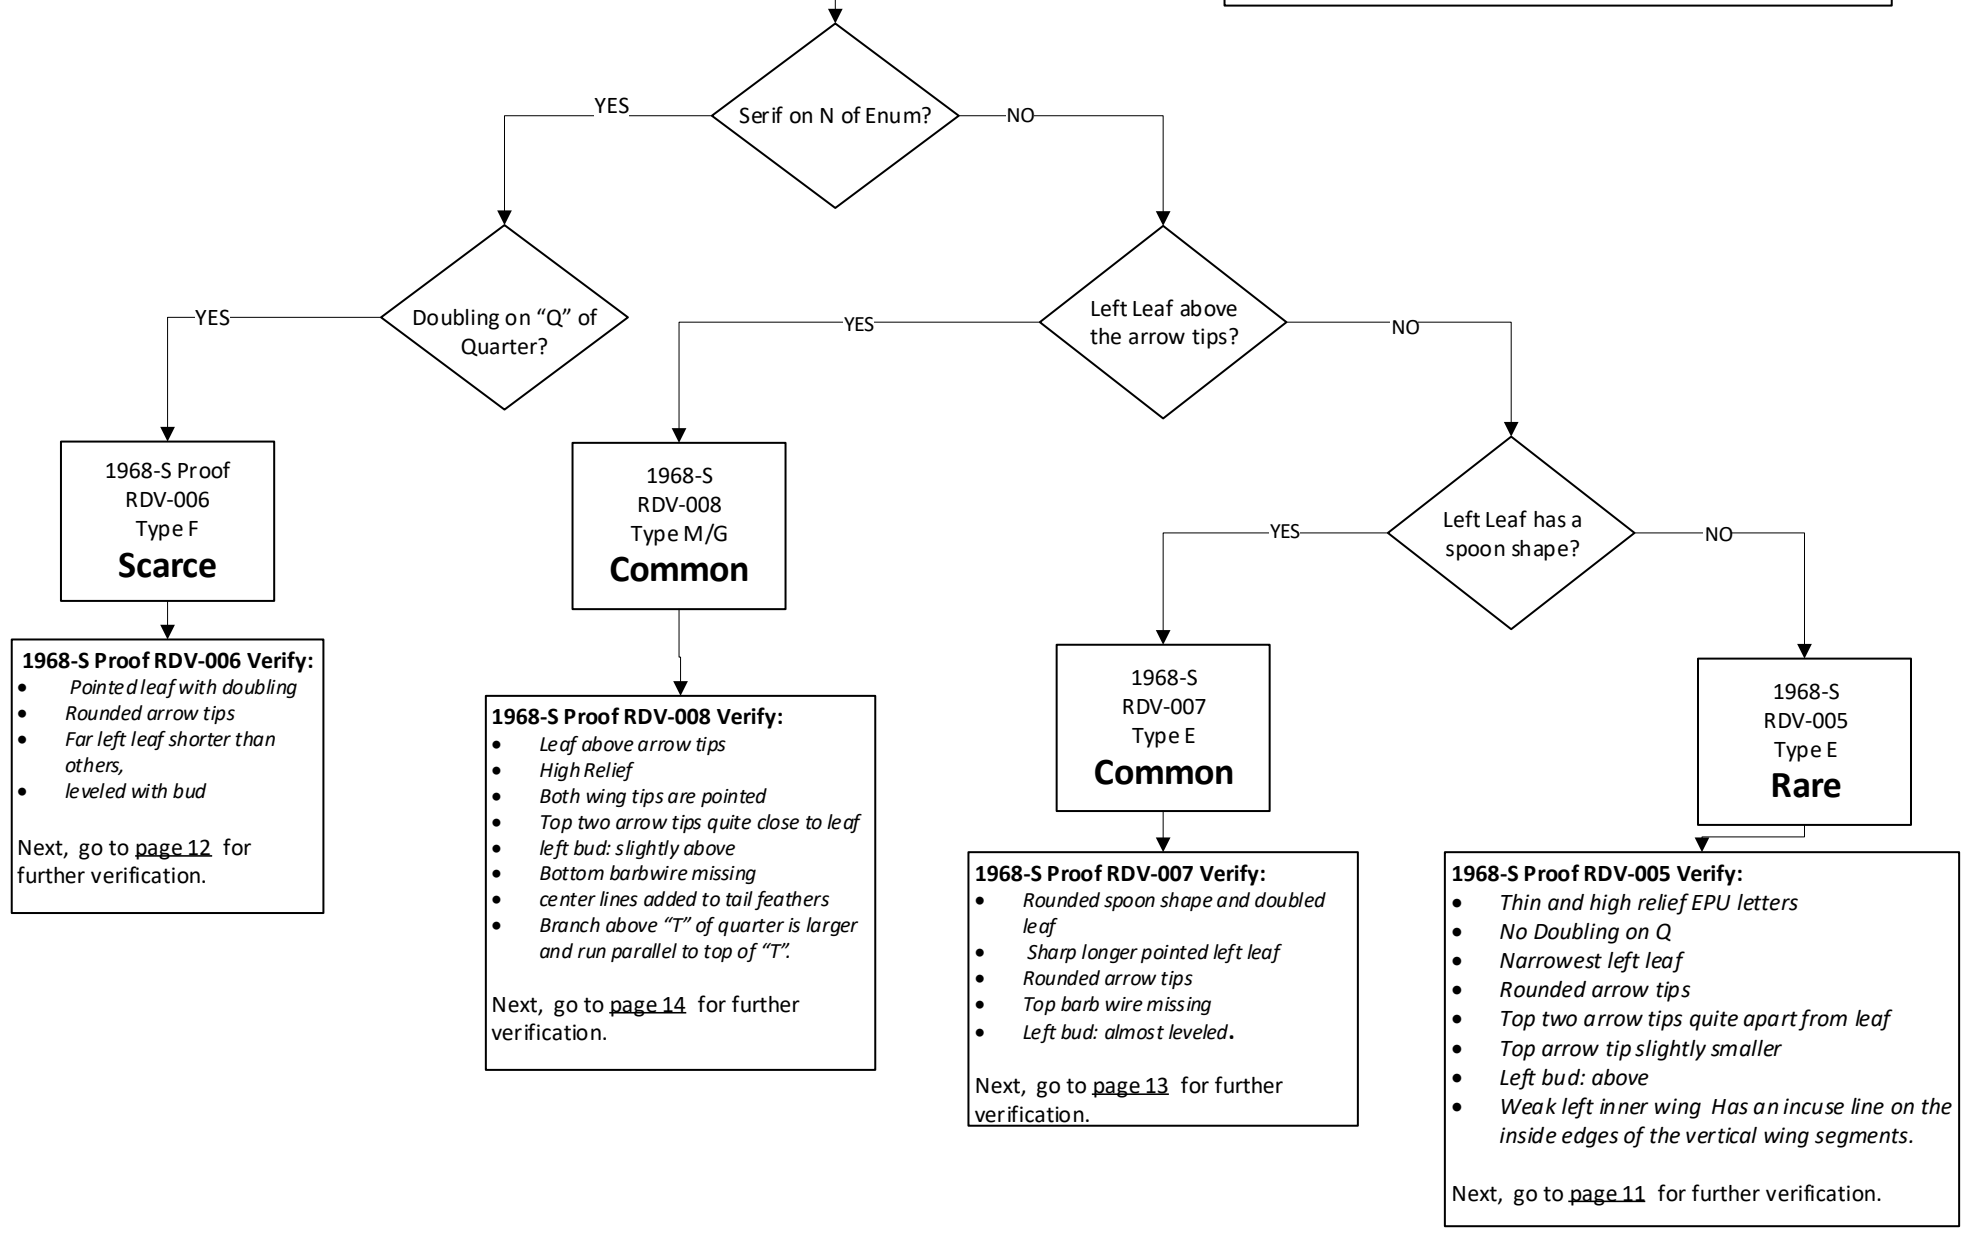 Serif on N of Enum?
YES
NO
Doubling on “Q” of
Quarter?
YES
Left Leaf above
the arrow tips?
YES
NO
Left Leaf has a
spoon shape?
YES
NO
1968-S Proof
RDV-006
Type F
Scarce
1968-S
RDV-008
Type M/G
Common
1968-S
RDV-007
Type E
Common
1968-S
RDV-005
Type E
Rare
1968-S Proof RDV-006 Verify:
• Pointed leaf with doubling
• Rounded arrow tips
• Far left leaf shorter than
others,
• leveled with bud
Next, go to page 12 for
further verification.
1968-S Proof RDV-008 Verify:
• Leaf above arrow tips
• High Relief
• Both wing tips are pointed
• Top two arrow tips quite close to leaf
• left bud: slightly above
• Bottom barbwire missing
• center lines added to tail feathers
• Branch above “T” of quarter is larger
and run parallel to top of “T”.
Next, go to page 14 for further
verification.
1968-S Proof RDV-007 Verify:
• Rounded spoon shape and doubled
leaf
• Sharp longer pointed left leaf
• Rounded arrow tips
• Top barb wire missing
• Left bud: almost leveled.
Next, go to page 13 for further
verification.
1968-S Proof RDV-005 Verify:
• Thin and high relief EPU letters
• No Doubling on Q
• Narrowest left leaf
• Rounded arrow tips
• Top two arrow tips quite apart from leaf
• Top arrow tip slightly smaller
• Left bud: above
• Weak left inner wing Has an incuse line on the
inside edges of the vertical wing segments.
Next, go to page 11 for further verification.